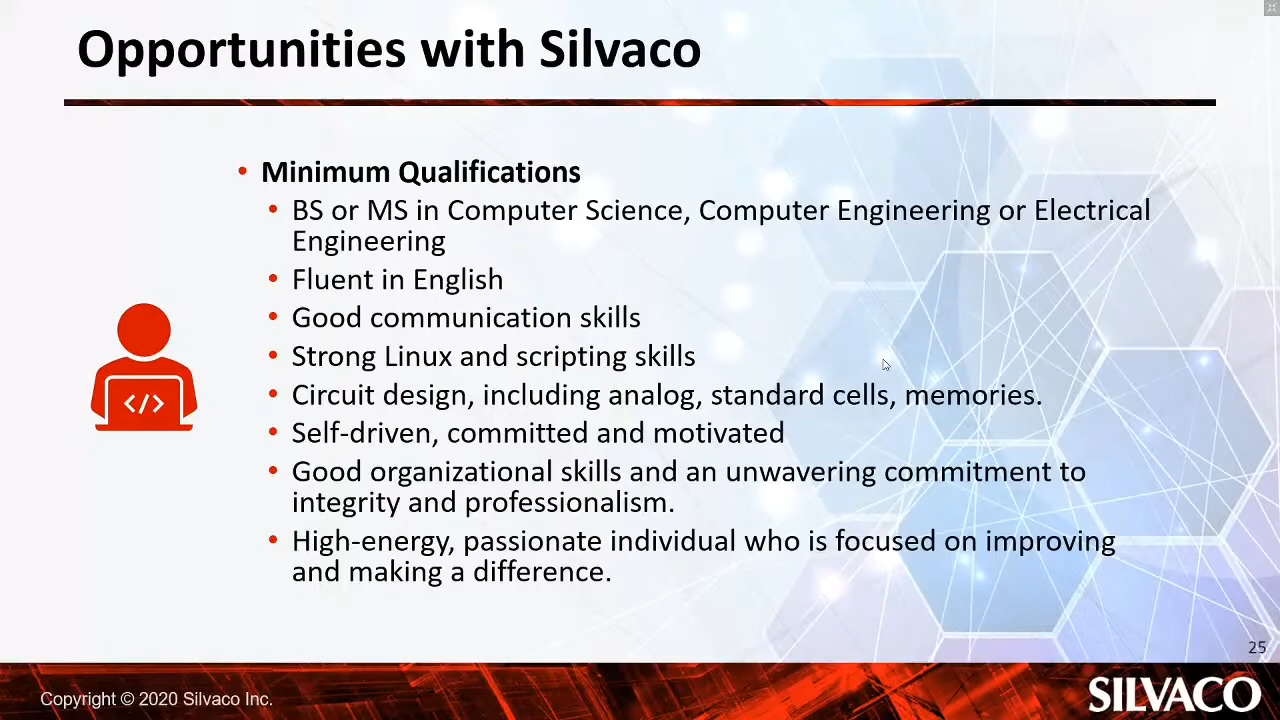 Opportunities with Silvaco
• Minimum Qualifications
• BS or MS in Computer Science, Computer Engineering or Electrical
Engineering
• Fluent in English
• Good communication skills
• Strong Linux and scripting skills
• Circuit design, including analog, standard cells, memories.
• Self-driven, committed and motivated
• Good organizational skills and an unwavering commitment to
integrity and professionalism.
• High-energy, passionate individual who is focused on improving
and making a difference.
</>
25
Copyright © 2020 Silvaco Inc.
SILVACO